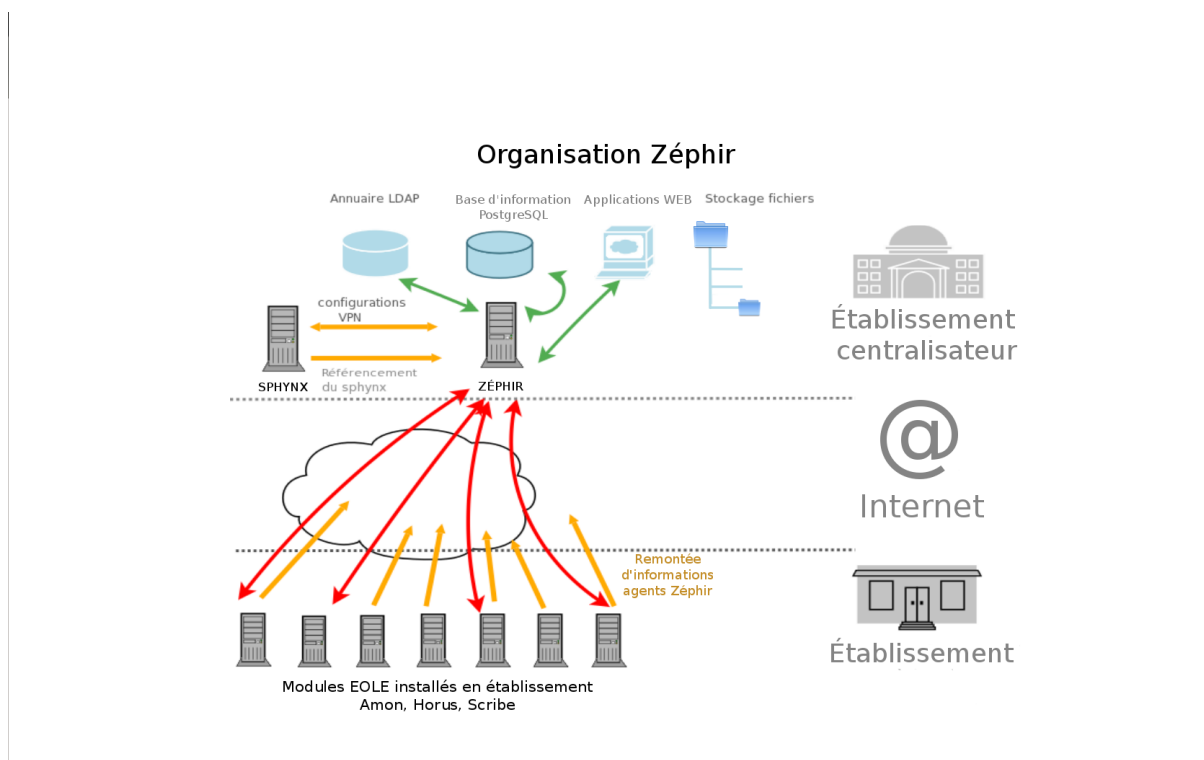 Organisation Zéphir
Annuaire LDAP
Base d'information
PostgreSQL
Applications WEB
Stockage fichiers
configurations
VPN
Référencement
du sphynx
SPHYNX
ZÉPHIR
Établissement
centralisateur
@
Internet
Remontée
d'informations
agents Zéphir
Établissement
Modules EOLE installés en établissement
Amon, Horus, Scribe